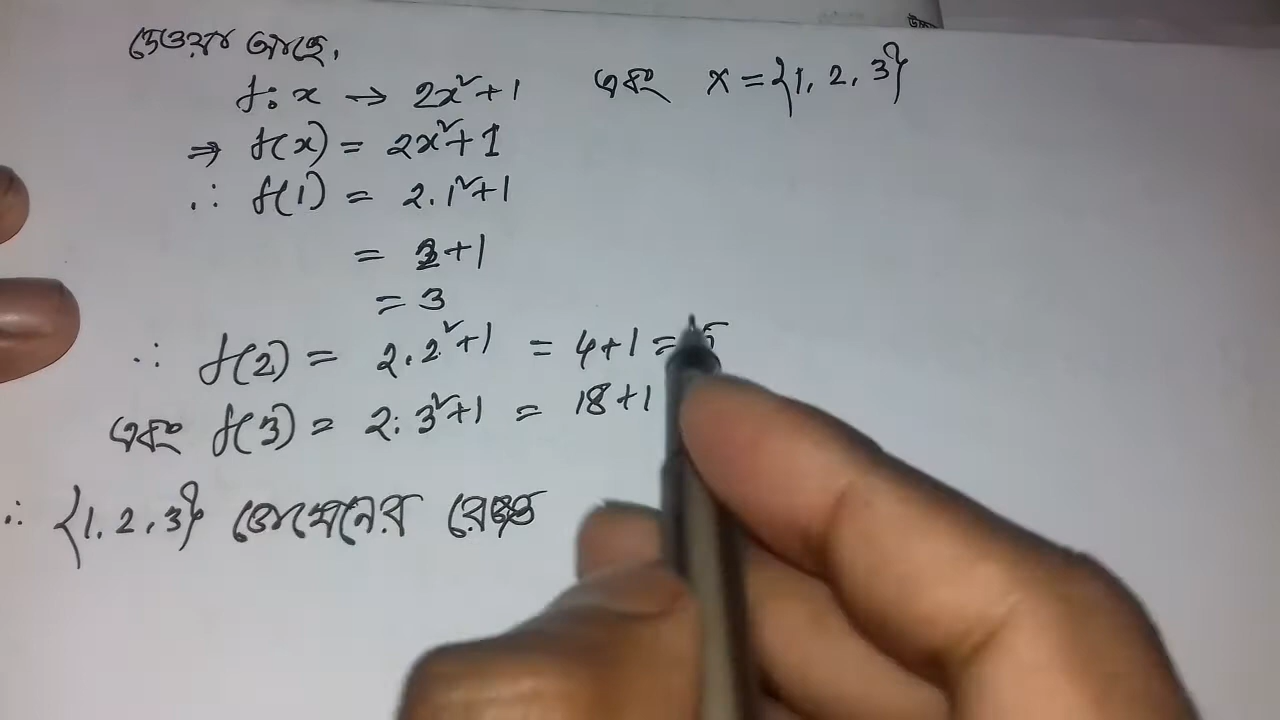 দেওয়া আছে,
f: x → 2x²+1 এবং x = {1, 2, 3}
⇒ f(x) = 2x²+1
∴ f(1) = 2.1²+1
= 2+1
= 3
∴ f(2) = 2.2²+1 = 4+1 = 5
এবং f(3) = 2.3²+1 = 18+1
∴ {1, 2, 3} ডোমেনের রেঞ্জ